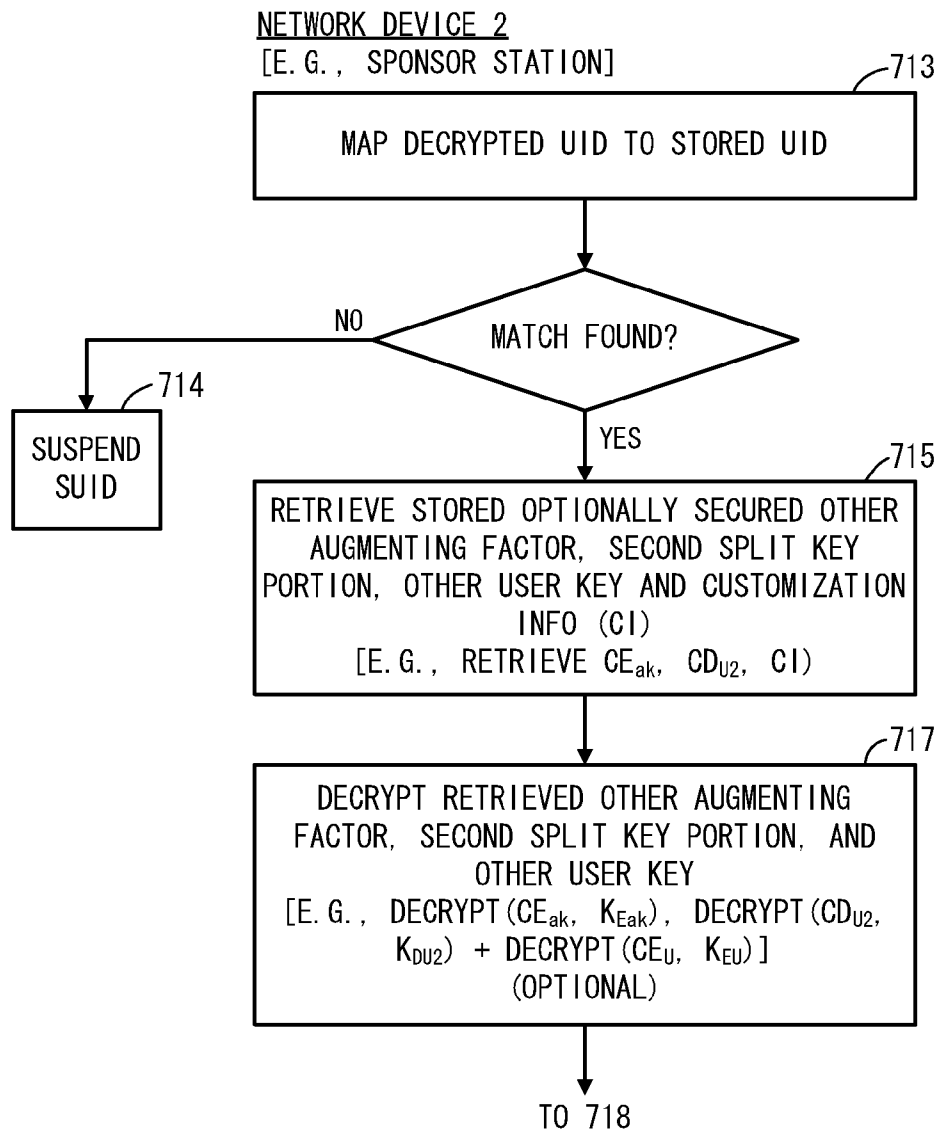 NETWORK DEVICE 2
[E.G., SPONSOR STATION]
713
MAP DECRYPTED UID TO STORED UID
MATCH FOUND?
NO
714
SUSPEND
SUID
YES
715
RETRIEVE STORED OPTIONALLY SECURED OTHER
AUGMENTING FACTOR, SECOND SPLIT KEY
PORTION, OTHER USER KEY AND CUSTOMIZATION
INFO (CI)
[E.G., RETRIEVE CEak, CDU2, CI)
717
DECRYPT RETRIEVED OTHER AUGMENTING
FACTOR, SECOND SPLIT KEY PORTION, AND
OTHER USER KEY
[E.G., DECRYPT(CEak, KEak), DECRYPT(CDU2,
KDU2) + DECRYPT(CEU, KEU)]
(OPTIONAL)
TO 718